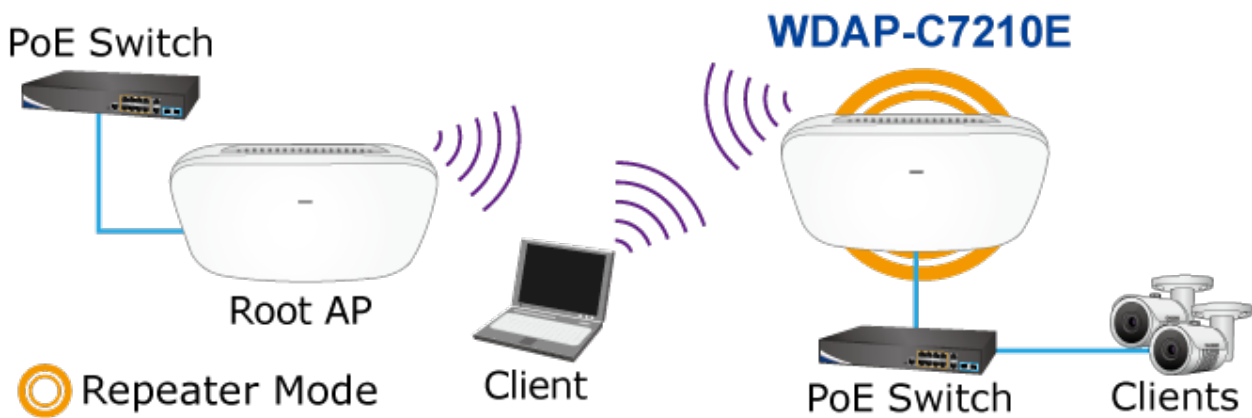 PoE Switch
WDAP-C7210E
Root AP
Client
PoE Switch
Clients
Repeater Mode